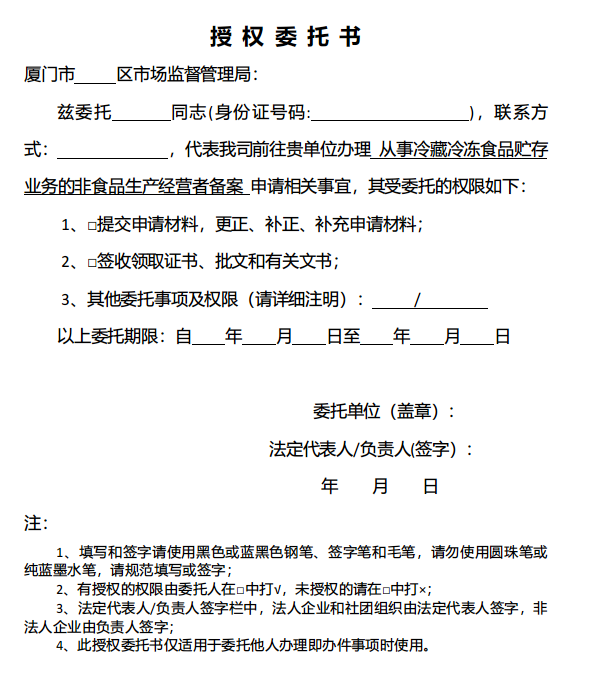 授 权 委 托 书
厦门市____区市场监督管理局：
兹委托______同志(身份证号码:________________)，联系方
式：____________，代表我司前往贵单位办理 从事冷藏冷冻食品贮存
业务的非食品生产经营者备案 申请相关事宜，其受委托的权限如下：
1、□提交申请材料，更正、补正、补充申请材料；
2、□签收领取证书、批文和有关文书；
3、其他委托事项及权限（请详细注明）：____/_______
以上委托期限：自___年___月___日至___年___月___日
委托单位（盖章）：
法定代表人/负责人(签字）：
年 月 日
注：
1、填写和签字请使用黑色或蓝黑色钢笔、签字笔和毛笔，请勿使用圆珠笔或
纯蓝墨水笔，请规范填写或签字；
2、有授权的权限由委托人在□中打√，未授权的请在□中打×；
3、法定代表人/负责人签字栏中，法人企业和社团组织由法定代表人签字，非
法人企业由负责人签字；
4、此授权委托书仅适用于委托他人办理即办件事项时使用。